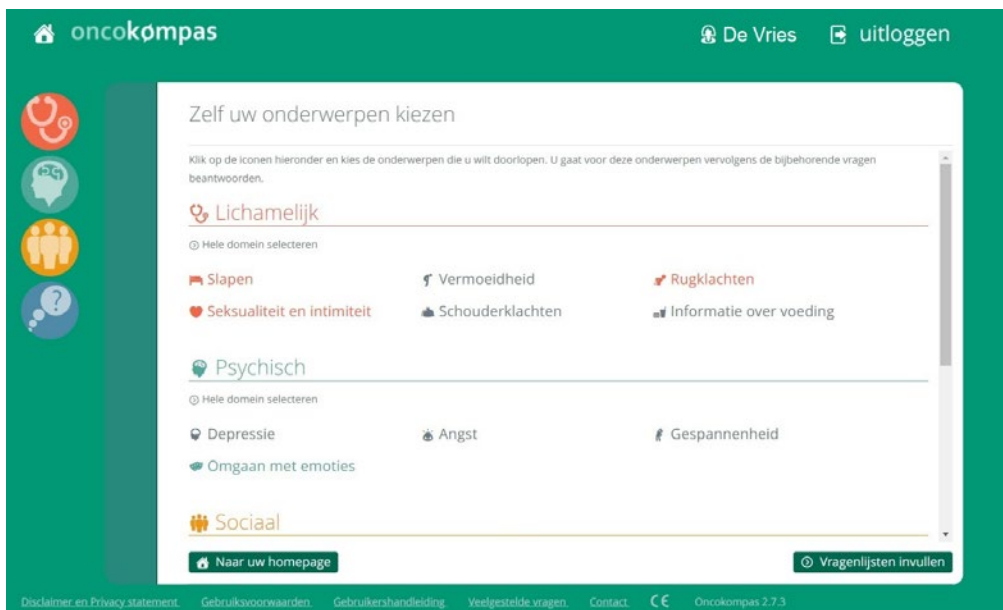 oncokompas
De Vries
uitloggen
Zelf uw onderwerpen kiezen
Klik op de iconen hieronder en kies de onderwerpen die u wilt doorlopen. U gaat voor deze onderwerpen vervolgens de bijbehorende vragen
beantwoorden.
Lichamelijk
Hele domein selecteren
Slapen
Vermoeidheid
Rugklachten
Seksualiteit en intimiteit
Schouderklachten
Informatie over voeding
Psychisch
Hele domein selecteren
Depressie
Angst
Gespannenheid
Omgaan met emoties
Sociaal
Naar uw homepage
Vragenlijsten invullen
Disclaimer en Privacy statement
Gebruiksvoorwaarden
Gebruikershandleiding
Veelgestelde vragen
Contact
CE
Oncokompas 2.7.3